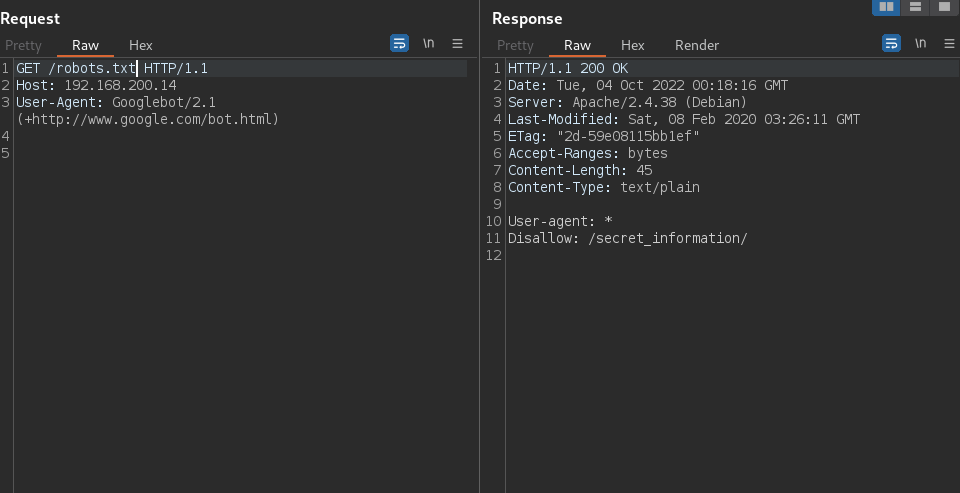 Request
Pretty Raw Hex \n
1 GET /robots.txt HTTP/1.1
2 Host: 192.168.200.14
3 User-Agent: Googlebot/2.1
(+http://www.google.com/bot.html)
4
5
Response
Pretty Raw Hex Render \n
1 HTTP/1.1 200 OK
2 Date: Tue, 04 Oct 2022 00:18:16 GMT
3 Server: Apache/2.4.38 (Debian)
4 Last-Modified: Sat, 08 Feb 2020 03:26:11 GMT
5 ETag: "2d-59e08115bb1ef"
6 Accept-Ranges: bytes
7 Content-Length: 45
8 Content-Type: text/plain
9
10 User-agent: *
11 Disallow: /secret_information/
12